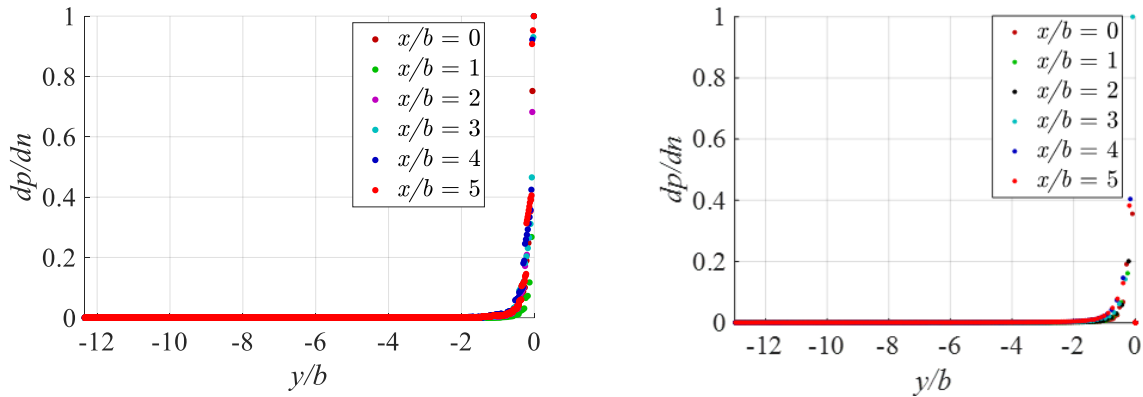 1
x/b = 0
x/b = 1
0.8
x/b = 2
dp/dn
0.6
x/b = 3
x/b = 4
0.4
x/b = 5
0.2
0
-12
-10
-8
-6
-4
-2
0
y/b
1
x/b = 0
x/b = 1
0.8
x/b = 2
dp/dn
0.6
x/b = 3
x/b = 4
0.4
x/b = 5
0.2
0
-12
-10
-8
-6
-4
-2
0
y/b